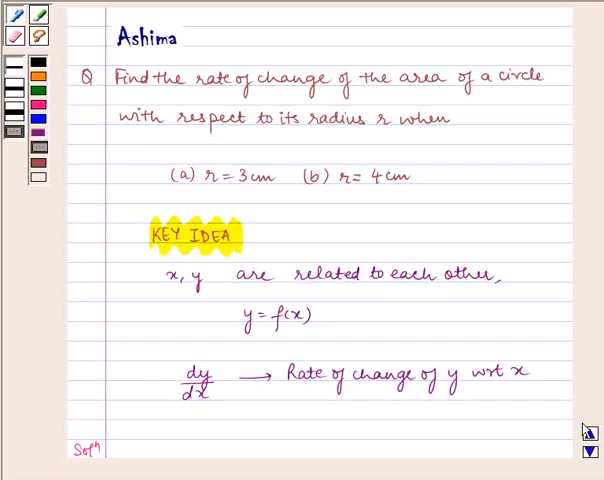 Ashima
Q Find the rate of change of the area of a circle
with respect to its radius r when
(a) r = 3 cm (b) r = 4 cm
KEY IDEA
x, y are related to each other,
y = f(x)
dy/dx → Rate of change of y wrt x
Solⁿ